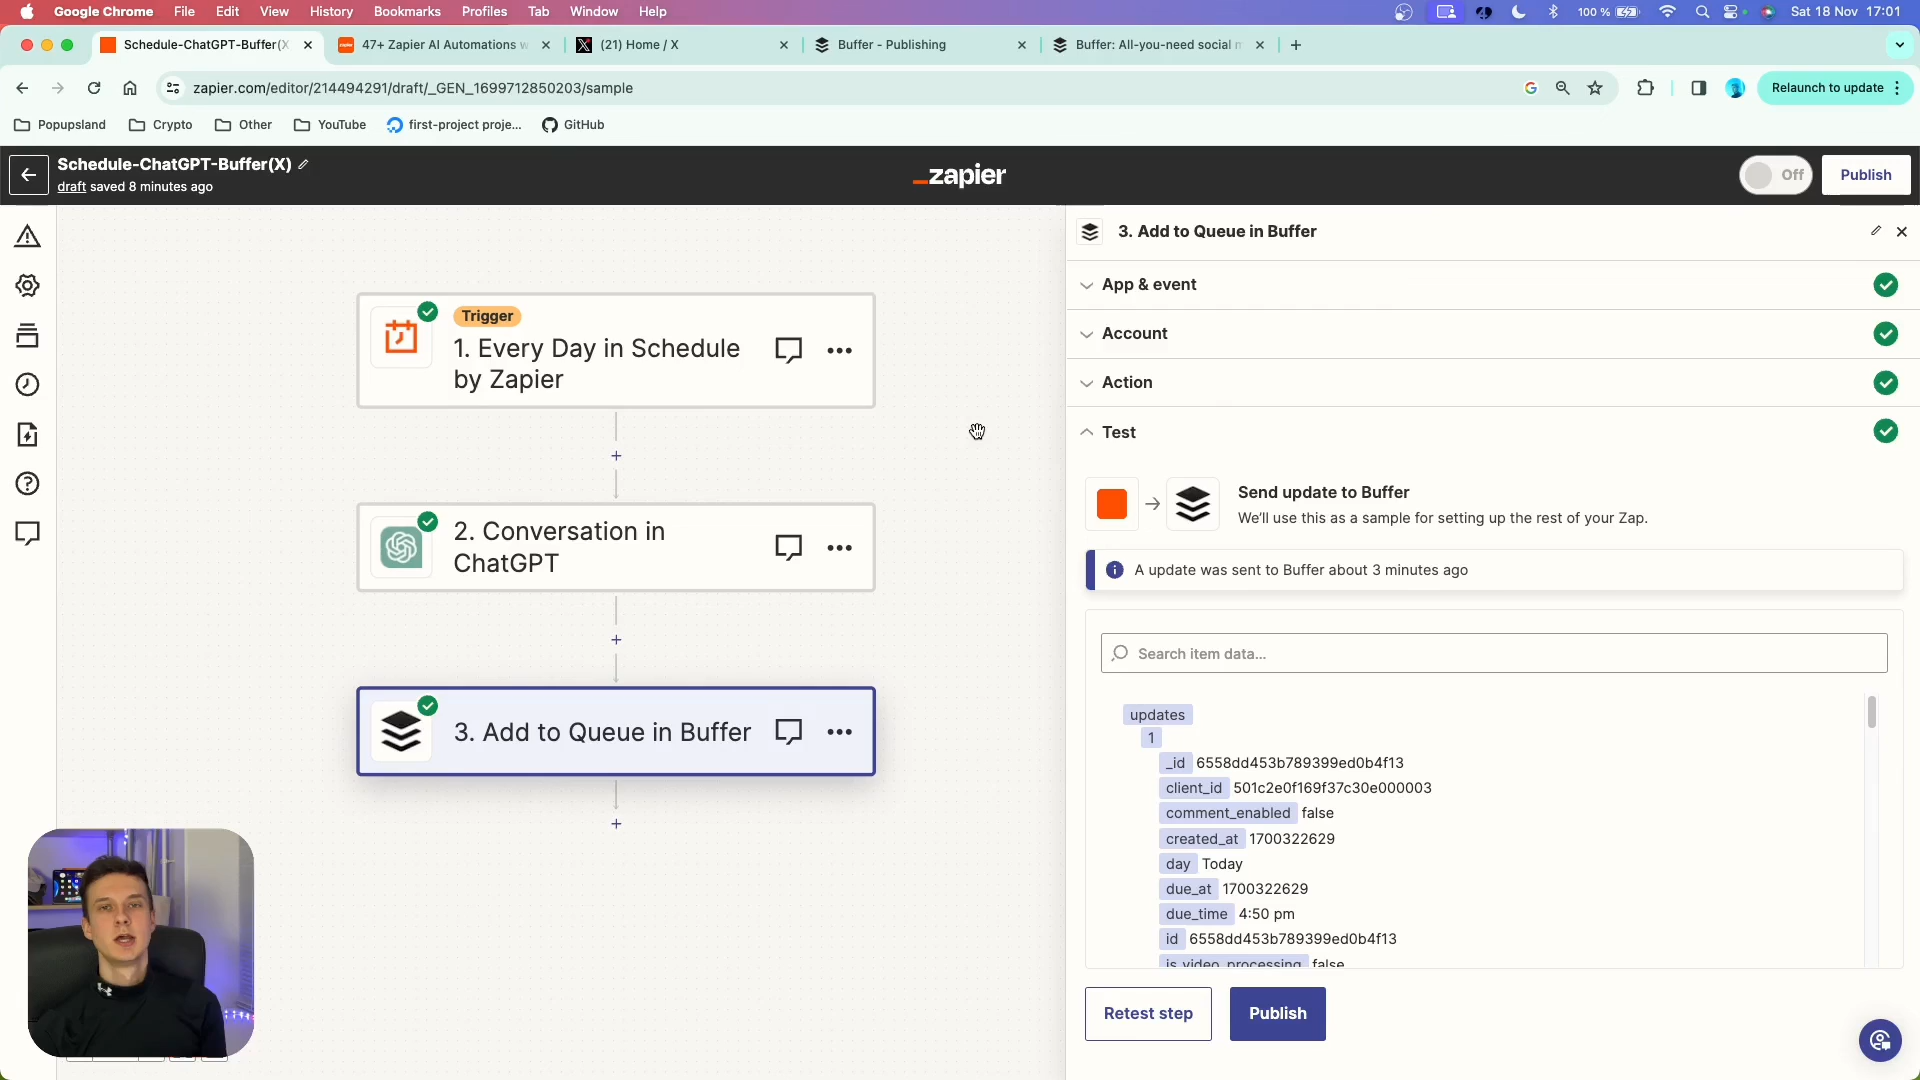 Google Chrome File Edit View History Bookmarks Profiles Tab Window Help 100 % Sat 18 Nov 17:01
Schedule-ChatGPT-Buffer(X 47+ Zapier AI Automations w (21) Home / X Buffer - Publishing Buffer: All-you-need social m
zapier.com/editor/214494291/draft/_GEN_1699712850203/sample Relaunch to update
Popupsland Crypto Other YouTube first-project proje... GitHub
Schedule-ChatGPT-Buffer(X)
draft saved 8 minutes ago
_zapier
Off
Publish
3. Add to Queue in Buffer
App & event
Account
Action
Test
Trigger
1. Every Day in Schedule
by Zapier
2. Conversation in
ChatGPT
3. Add to Queue in Buffer
Send update to Buffer
We'll use this as a sample for setting up the rest of your Zap.
A update was sent to Buffer about 3 minutes ago
Search item data...
updates
1
_id 6558dd453b789399ed0b4f13
client_id 501c2e0f169f37c30e000003
comment_enabled false
created_at 1700322629
day Today
due_at 1700322629
due_time 4:50 pm
id 6558dd453b789399ed0b4f13
is_video_processing false
Retest step
Publish